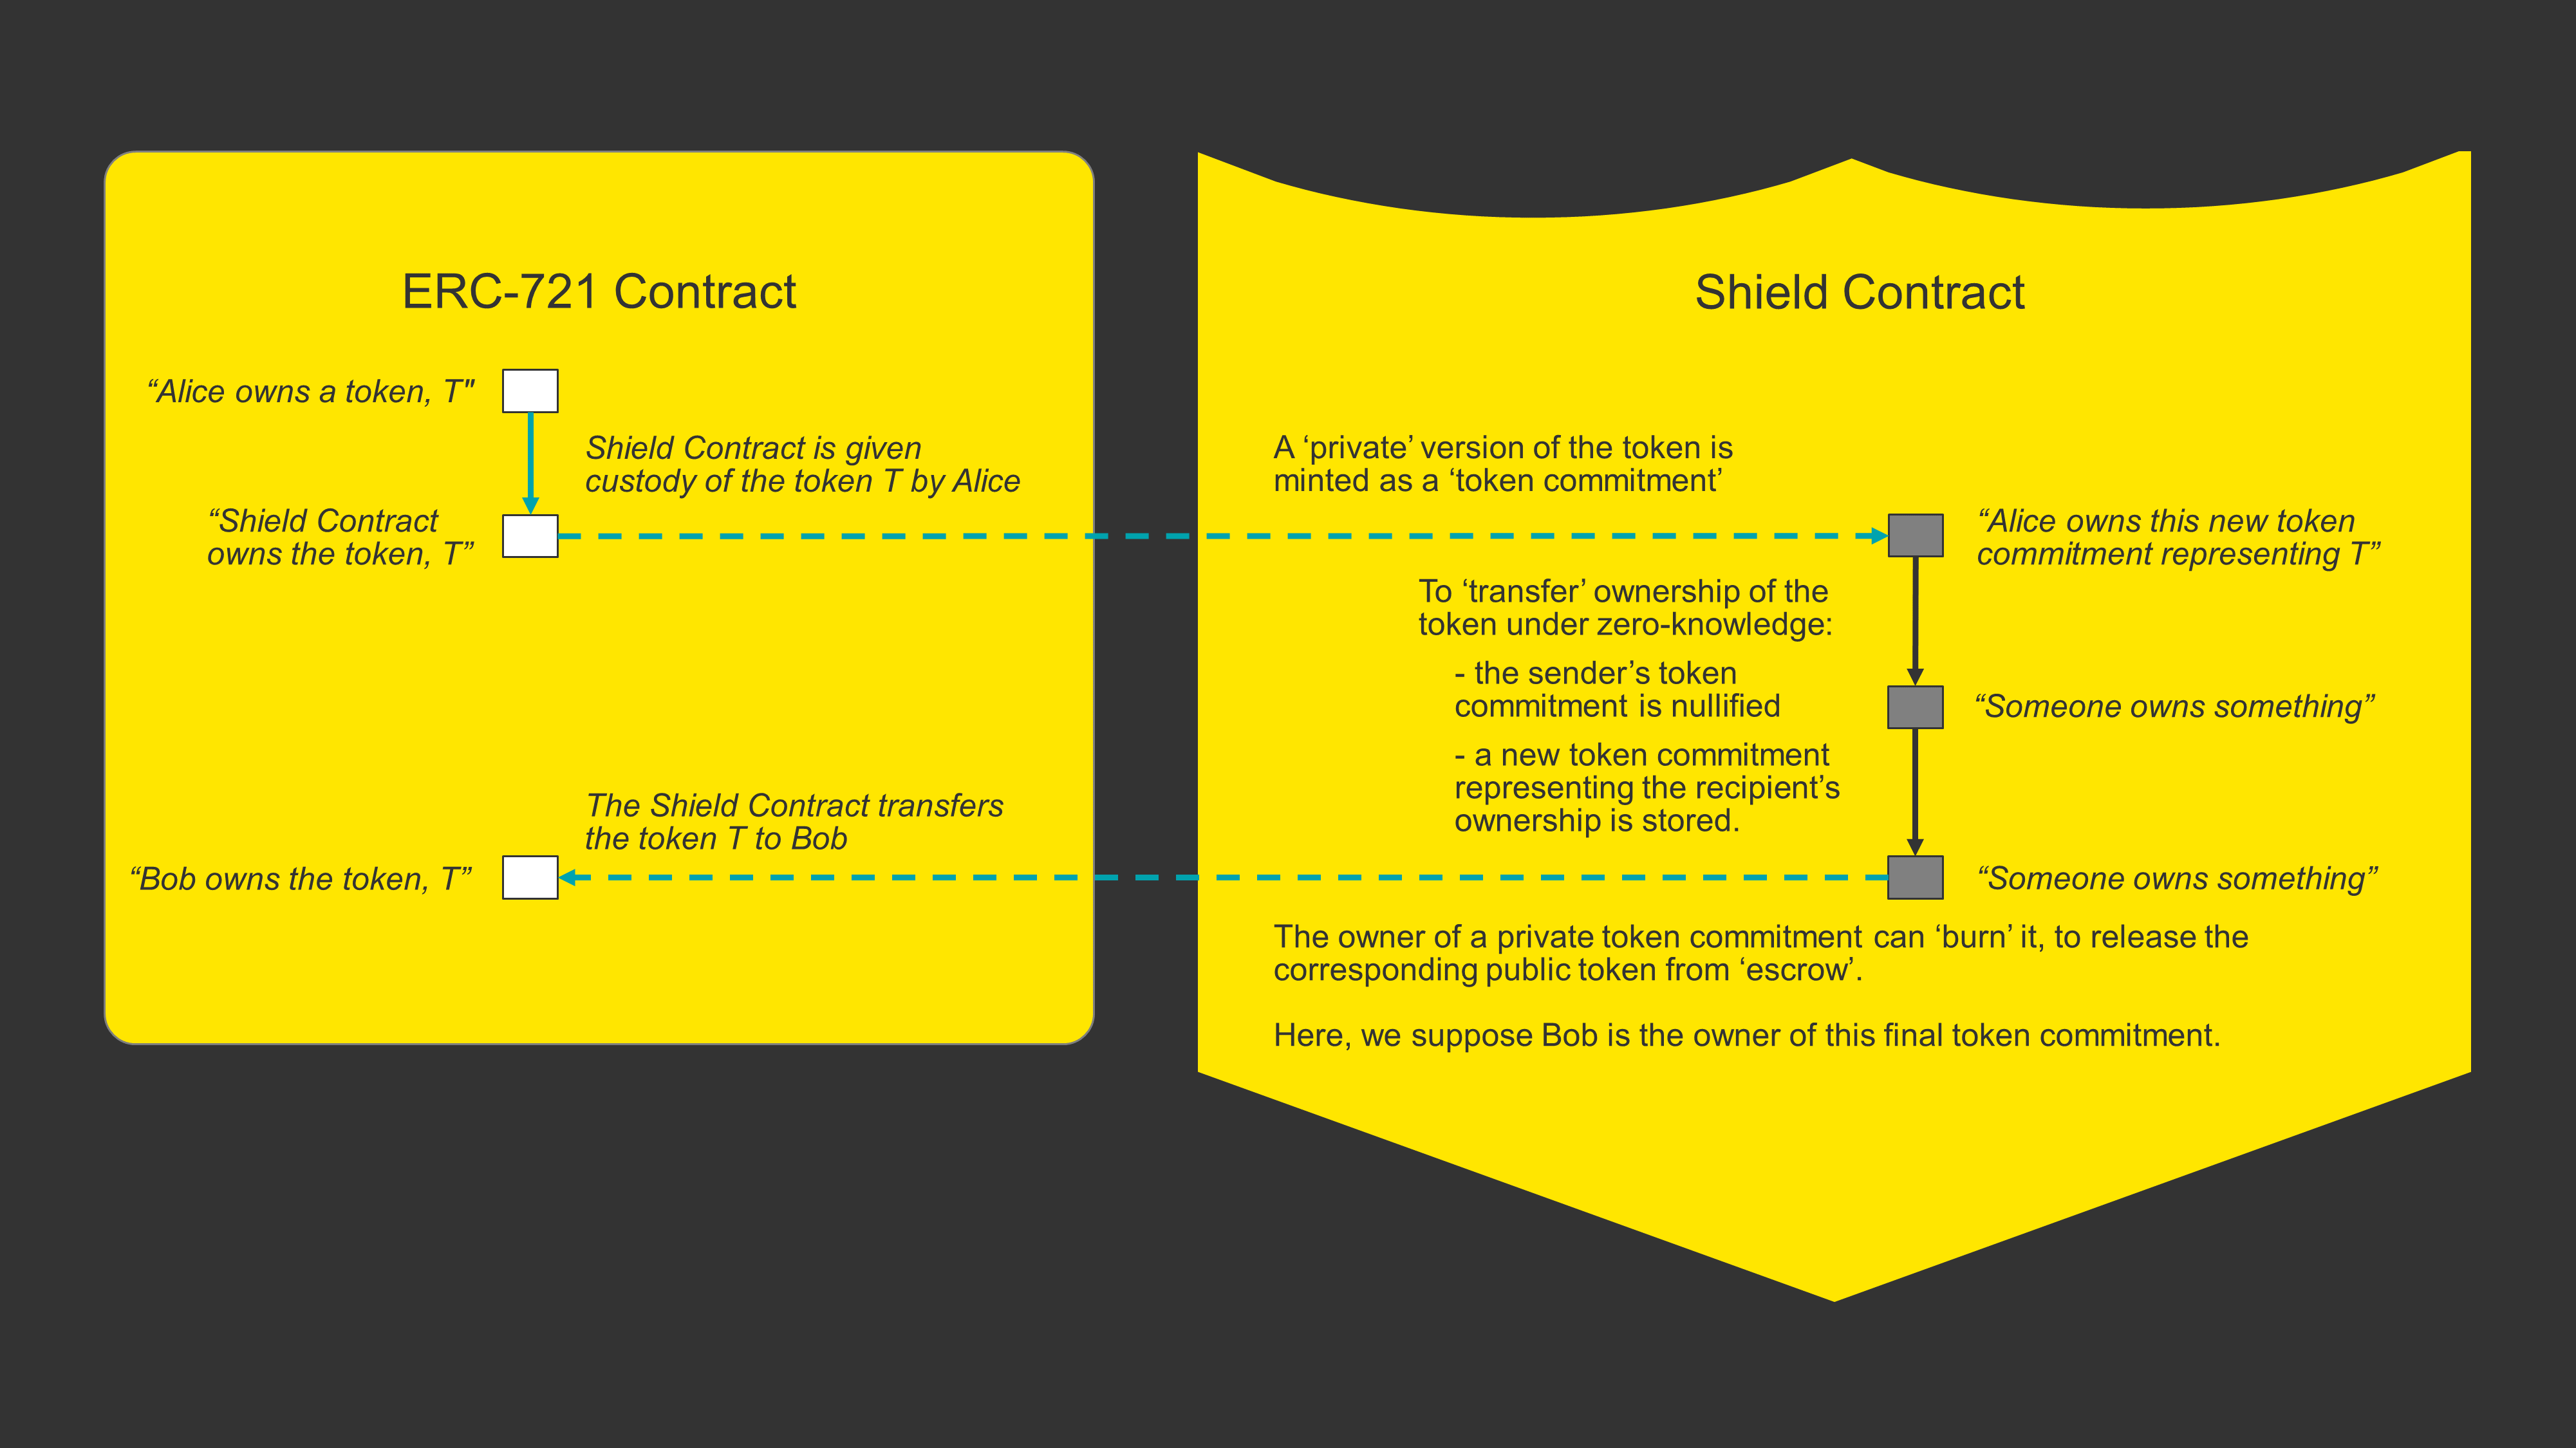 ERC-721 Contract
“Alice owns a token, T"
Shield Contract is given
custody of the token T by Alice
“Shield Contract
owns the token, T”
The Shield Contract transfers
the token T to Bob
“Bob owns the token, T”
Shield Contract
A ‘private’ version of the token is
minted as a ‘token commitment’
“Alice owns this new token
commitment representing T”
To ‘transfer’ ownership of the
token under zero-knowledge:
- the sender’s token
commitment is nullified
“Someone owns something”
- a new token commitment
representing the recipient’s
ownership is stored.
“Someone owns something”
The owner of a private token commitment can ‘burn’ it, to release the
corresponding public token from ‘escrow’.
Here, we suppose Bob is the owner of this final token commitment.